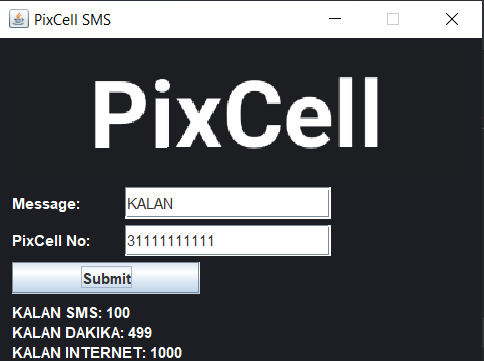 PixCell SMS
PixCell
Message: KALAN
PixCell No: 31111111111
Submit
KALAN SMS: 100
KALAN DAKIKA: 499
KALAN INTERNET: 1000